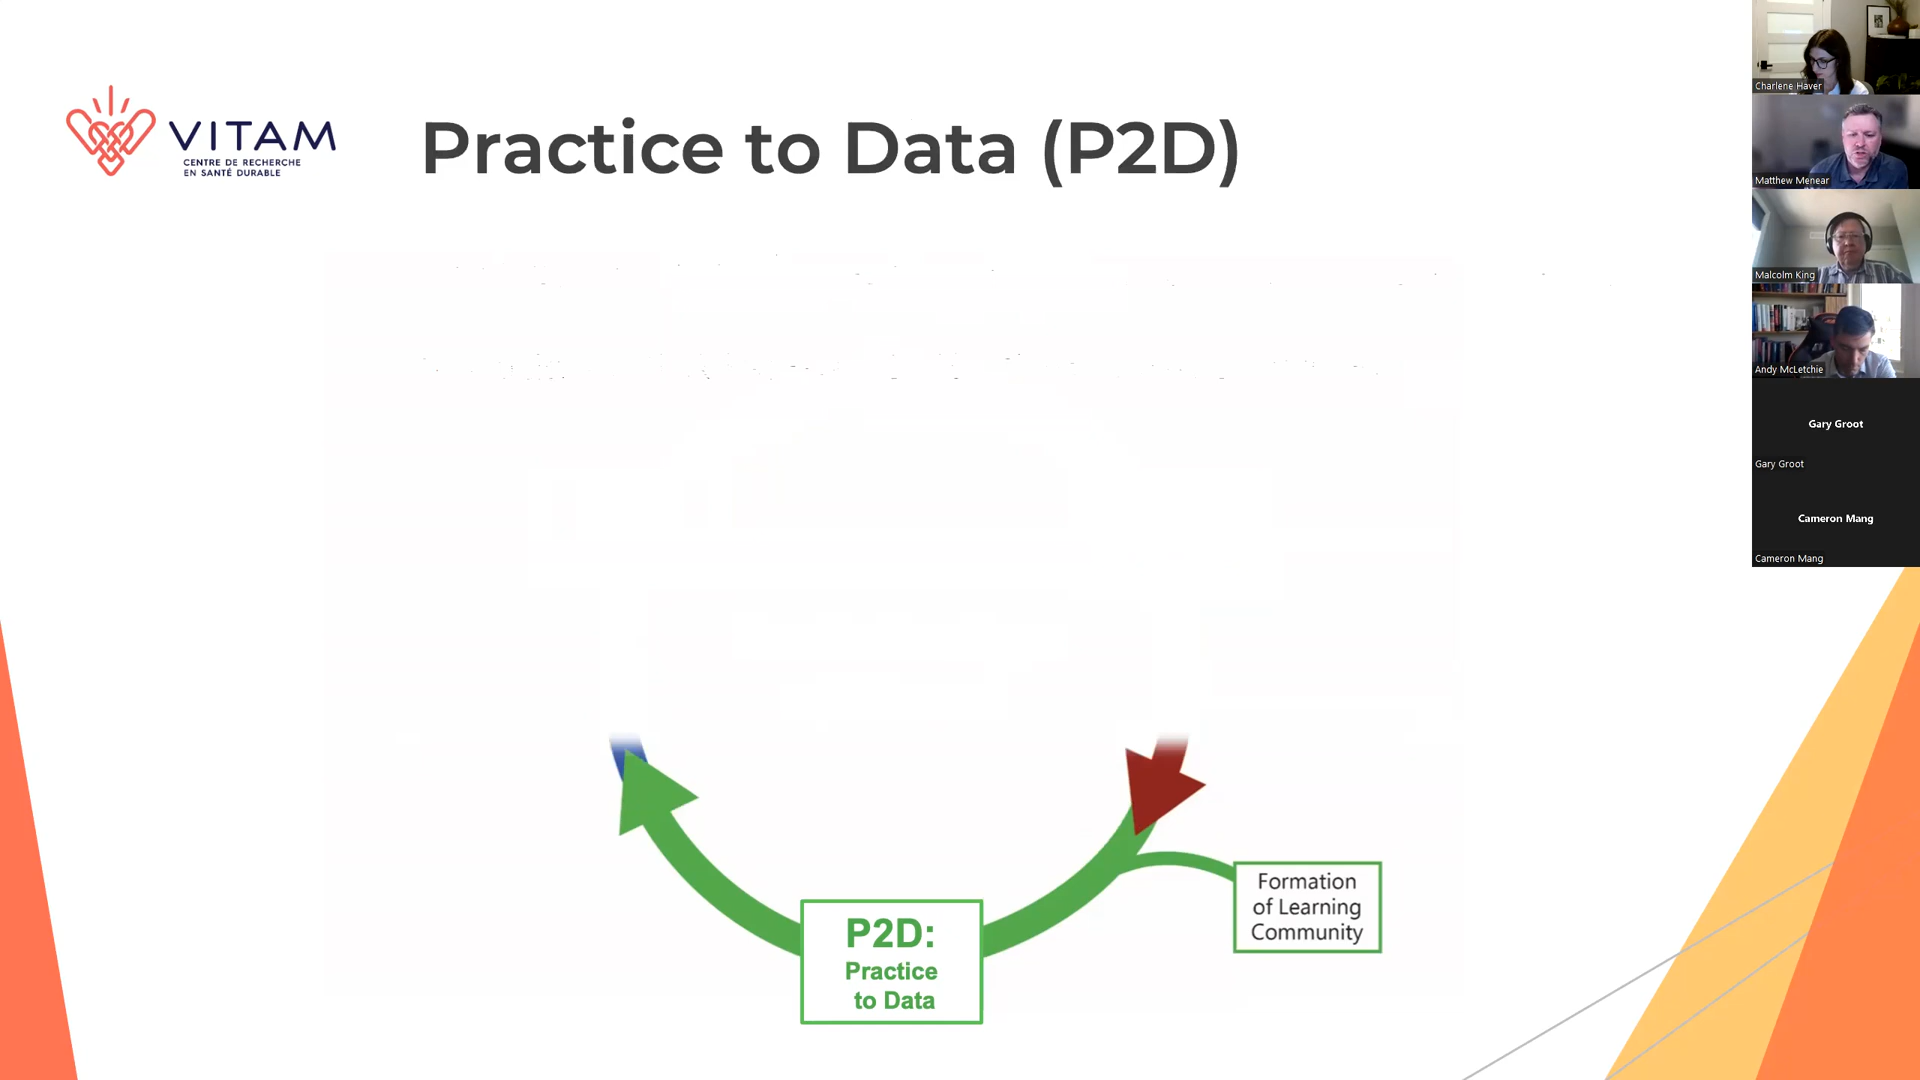 VITAM
CENTRE DE RECHERCHE
EN SANTÉ DURABLE
Practice to Data (P2D)
P2D:
Practice
to Data
Formation
of Learning
Community
Charlene Haver
Matthew Menear
Malcolm King
Andy McLetchie
Gary Groot
Gary Groot
Cameron Mang
Cameron Mang